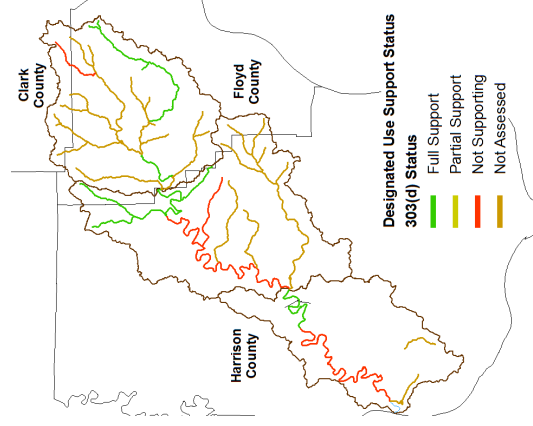 Clark
County
Floyd
County
Harrison
County
Designated Use Support Status
303(d) Status
Full Support
Partial Support
Not Supporting
Not Assessed